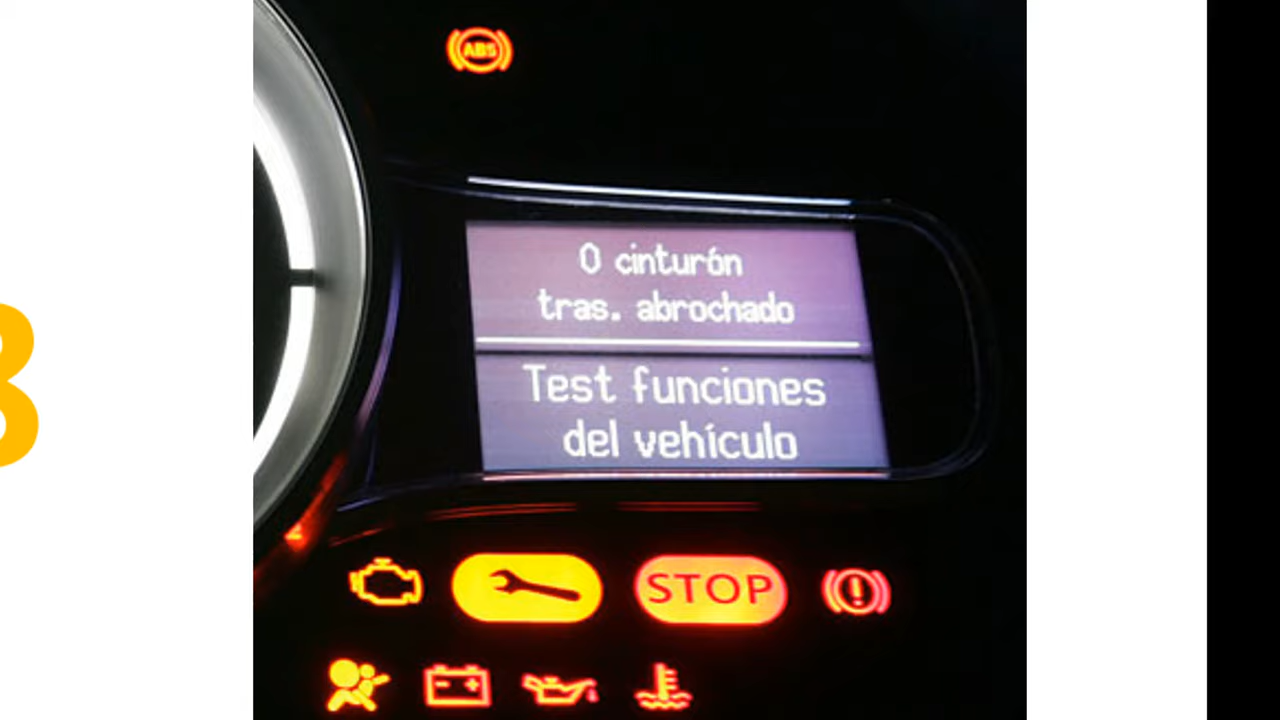 ABS
0 cinturón
tras. abrochado
Test funciones
del vehículo
STOP